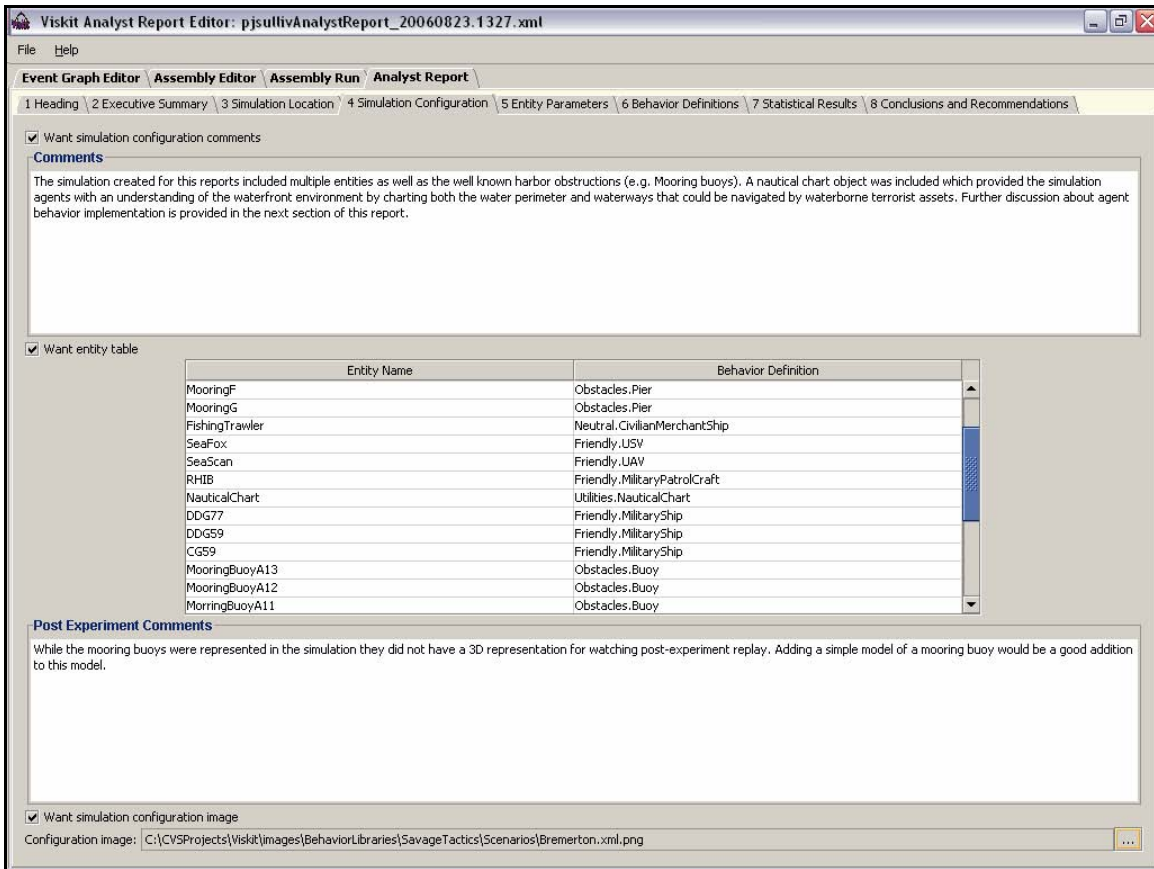 Viskit Analyst Report Editor: pjsullivAnalystReport_20060823.1327.xml
File Help
Event Graph Editor Assembly Editor Assembly Run Analyst Report
1 Heading 2 Executive Summary 3 Simulation Location 4 Simulation Configuration 5 Entity Parameters 6 Behavior Definitions 7 Statistical Results 8 Conclusions and Recommendations
Want simulation configuration comments
Comments
The simulation created for this reports included multiple entities as well as the well known harbor obstructions (e.g. Mooring buoys). A nautical chart object was included which provided the simulation
agents with an understanding of the waterfront environment by charting both the water perimeter and waterways that could be navigated by waterborne terrorist assets. Further discussion about agent
behavior implementation is provided in the next section of this report.
Want entity table
Entity Name Behavior Definition
MooringF Obstacles.Pier
MooringG Obstacles.Pier
FishingTrawler Neutral.CivilianMerchantShip
SeaFox Friendly.USV
SeaScan Friendly.UAV
RHIB Friendly.MilitaryPatrolCraft
NauticalChart Utilities.NauticalChart
DDG77 Friendly.MilitaryShip
DDG59 Friendly.MilitaryShip
CG59 Friendly.MilitaryShip
MooringBuoyA13 Obstacles.Buoy
MooringBuoyA12 Obstacles.Buoy
MorringBuoyA11 Obstacles.Buoy
Post Experiment Comments
While the mooring buoys were represented in the simulation they did not have a 3D representation for watching post-experiment replay. Adding a simple model of a mooring buoy would be a good addition
to this model.
Want simulation configuration image
Configuration image: C:\CVSProjects\Viskit\images\BehaviorLibraries\SavageTactics\Scenarios\Bremerton.xml.png
...